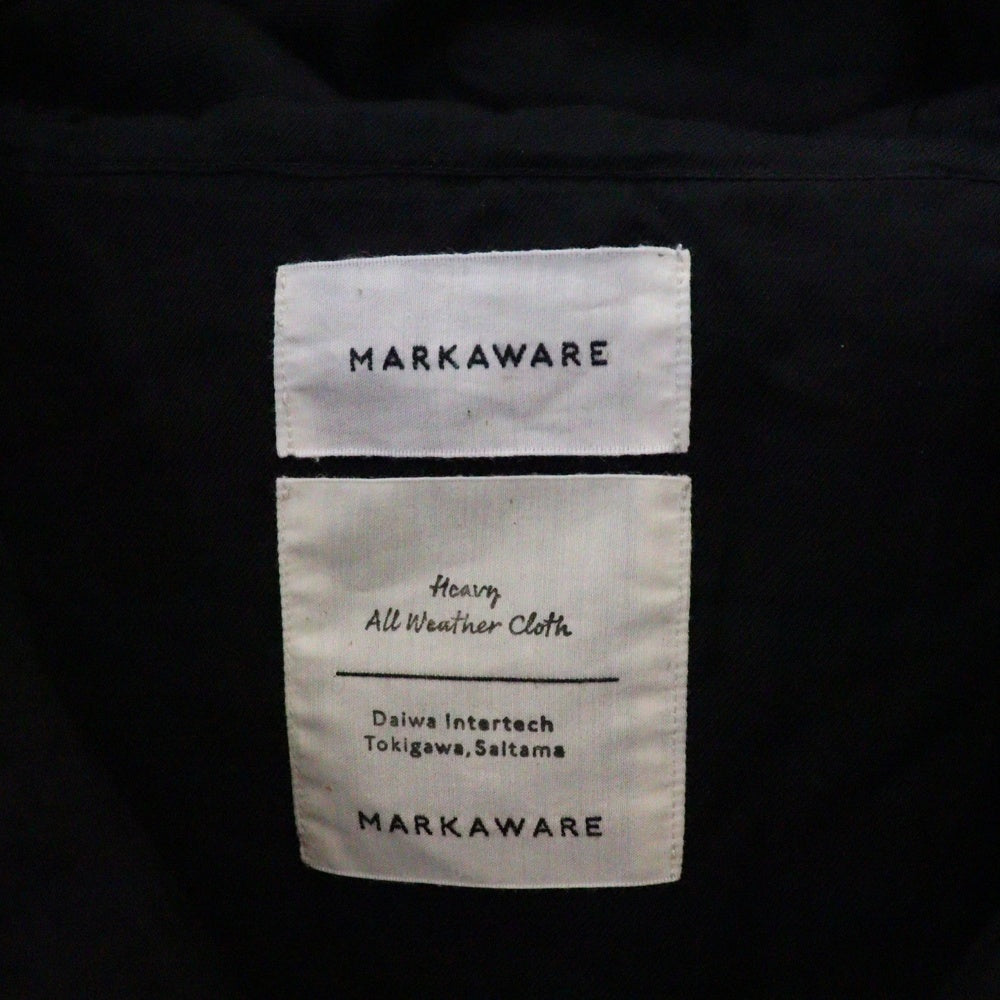 MARKAWARE
Heavy
All Weather Cloth
Daiwa Intertech
Tokigawa,Saitama
MARKAWARE